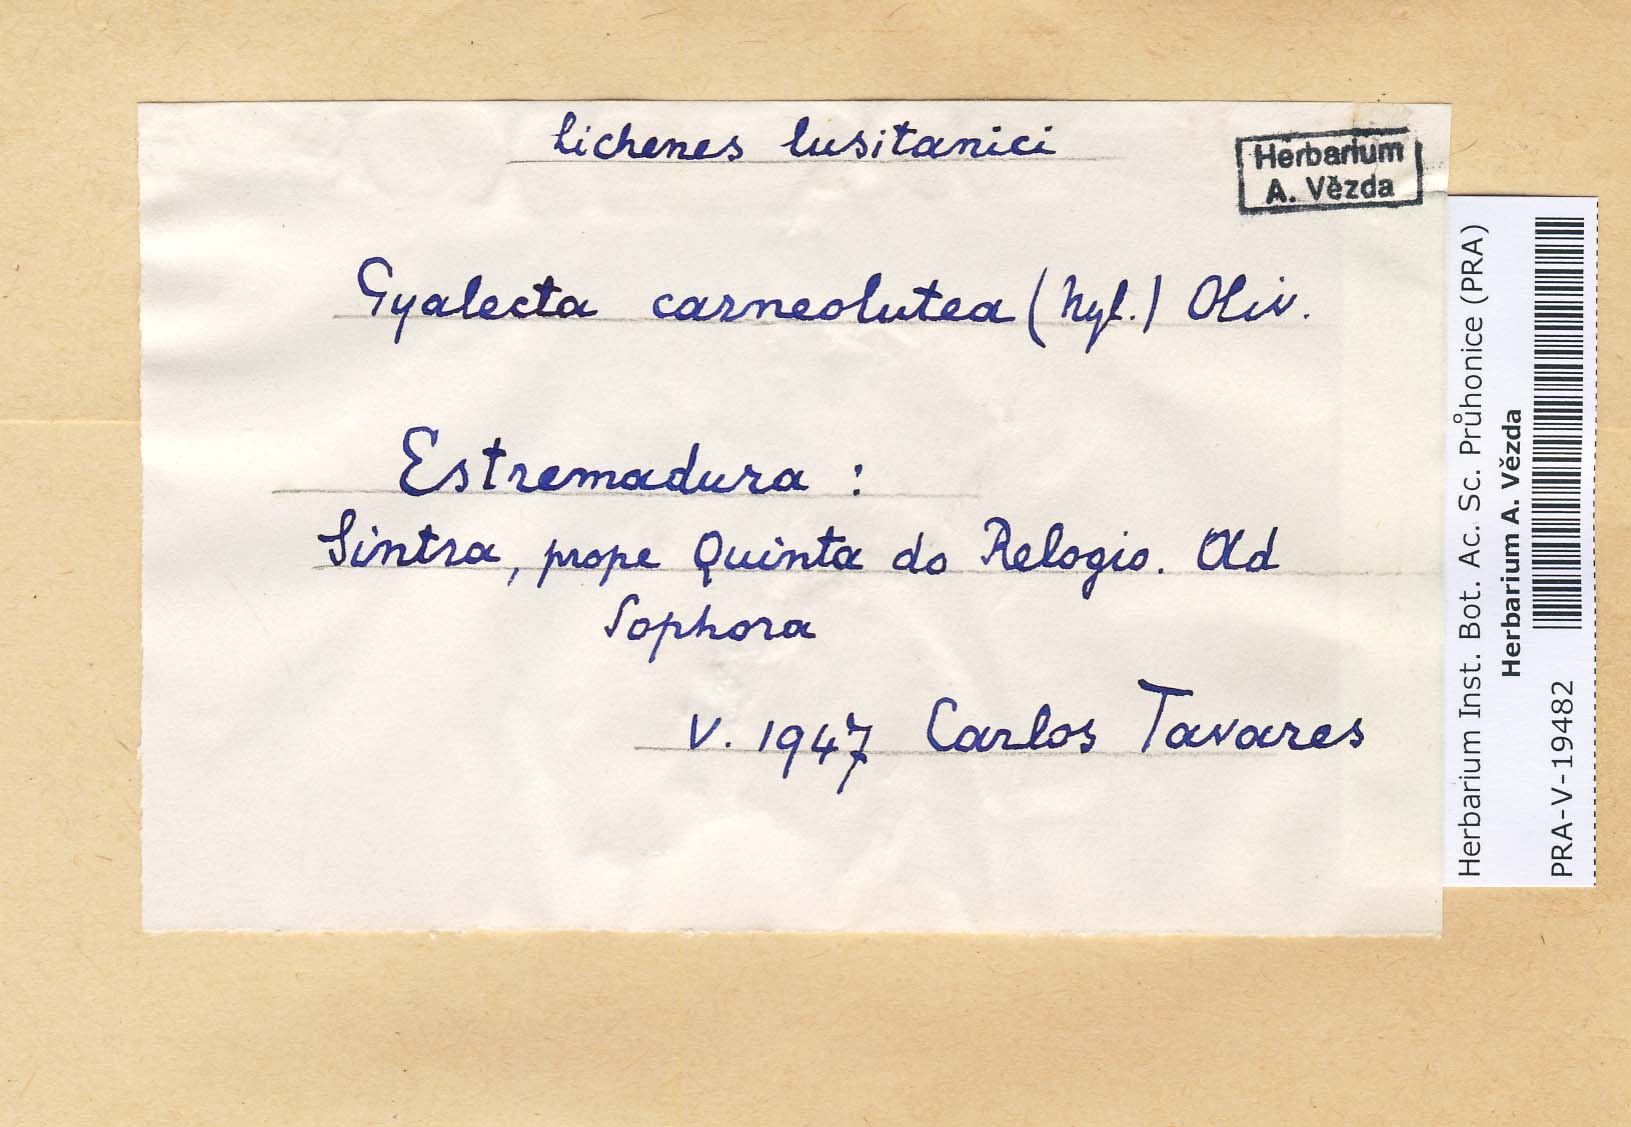 Lichenes lusitanici
Herbarium
A. Vězda
Gyalecta carneolutea (Nyl.) Oliv.
Estremadura :
Sintra, prope Quinta do Relogio. Ad
Sophora
V. 1947 Carlos Tavares
Herbarium Inst. Bot. Ac. Sc. Průhonice (PRA)
Herbarium A. Vězda
PRA-V-19482